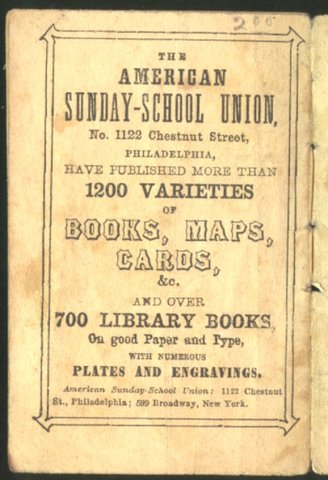 200
THE
AMERICAN
SUNDAY-SCHOOL UNION,
No. 1122 Chestnut Street,
PHILADELPHIA,
HAVE PUBLISHED MORE THAN
1200 VARIETIES
OF
BOOKS, MAPS,
CARDS,
&c.
AND OVER
700 LIBRARY BOOKS,
On good Paper and Type,
WITH NUMEROUS
PLATES AND ENGRAVINGS.
American Sunday-School Union: 1122 Chestnut
St., Philadelphia; 599 Broadway, New York.